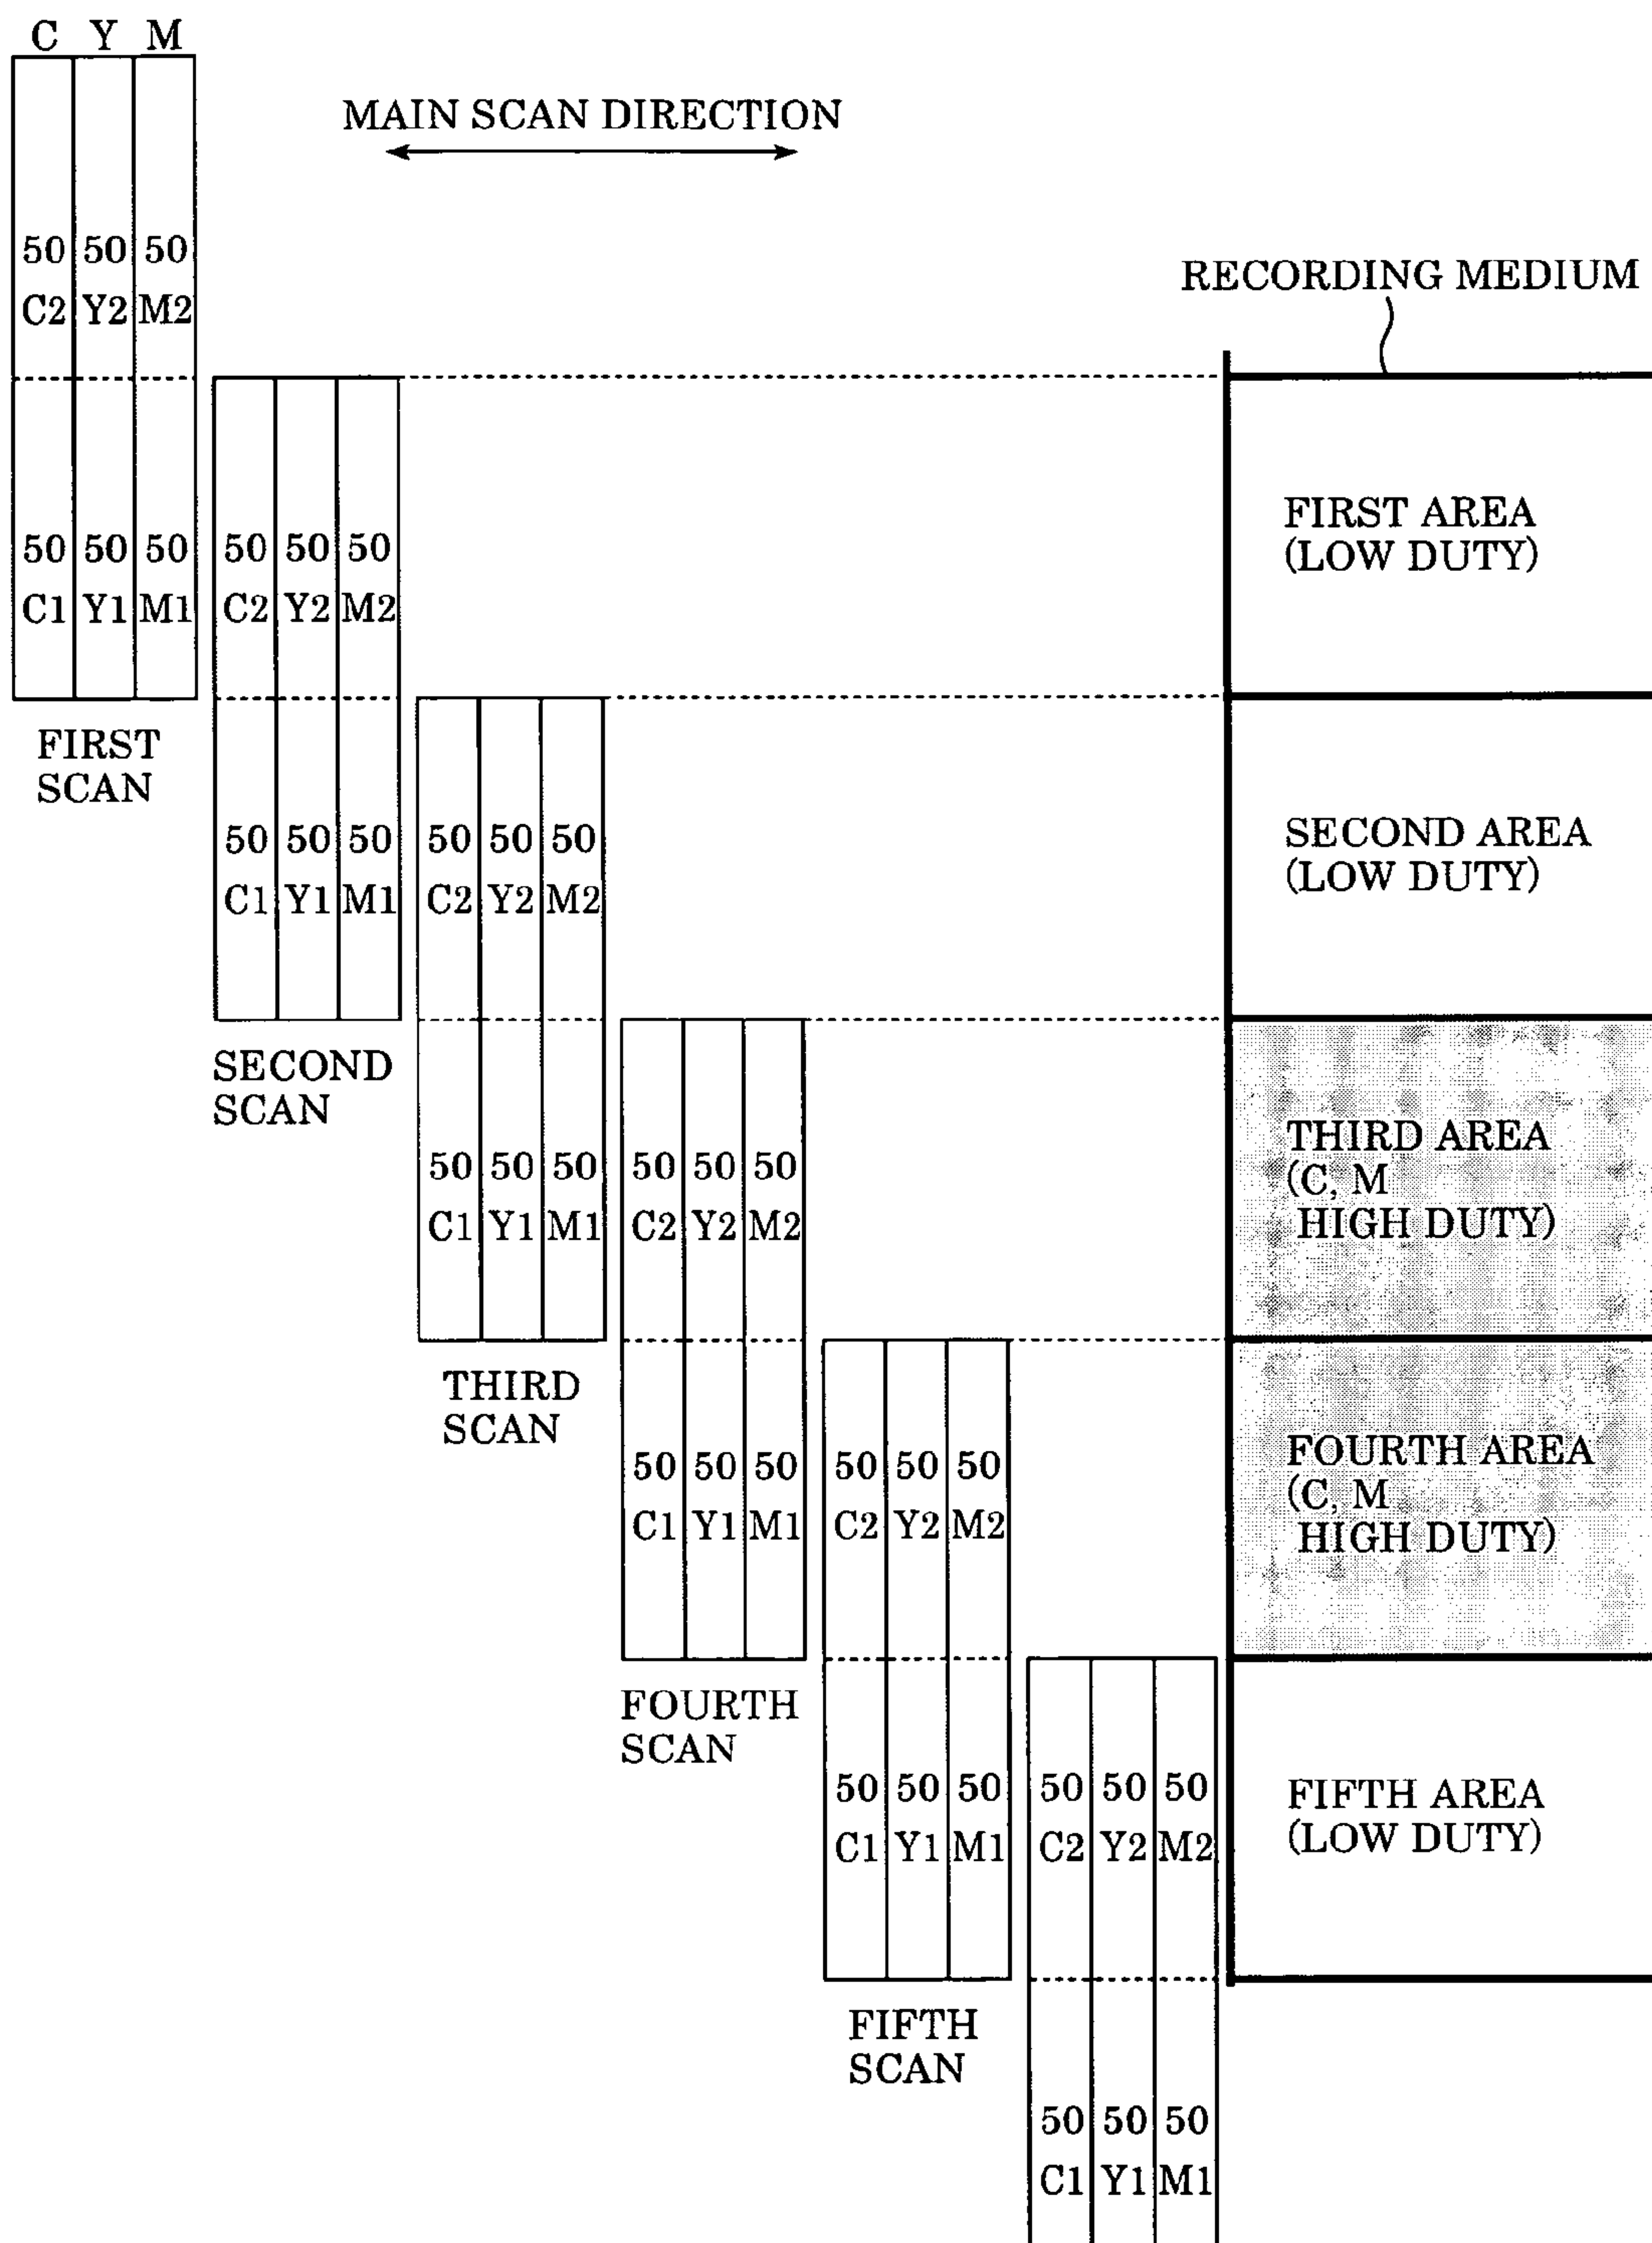 C Y M
MAIN SCAN DIRECTION
50 50 50
C2 Y2 M2
RECORDING MEDIUM
50 50 50
C1 Y1 M1
50 50 50
C2 Y2 M2
FIRST AREA
(LOW DUTY)
FIRST
SCAN
50 50 50
C1 Y1 M1
50 50 50
C2 Y2 M2
SECOND AREA
(LOW DUTY)
SECOND
SCAN
50 50 50
C1 Y1 M1
50 50 50
C2 Y2 M2
THIRD AREA
(C, M
HIGH DUTY)
THIRD
SCAN
50 50 50
C1 Y1 M1
50 50 50
C2 Y2 M2
FOURTH AREA
(C, M
HIGH DUTY)
FOURTH
SCAN
50 50 50
C1 Y1 M1
50 50 50
C2 Y2 M2
FIFTH AREA
(LOW DUTY)
FIFTH
SCAN
50 50 50
C1 Y1 M1